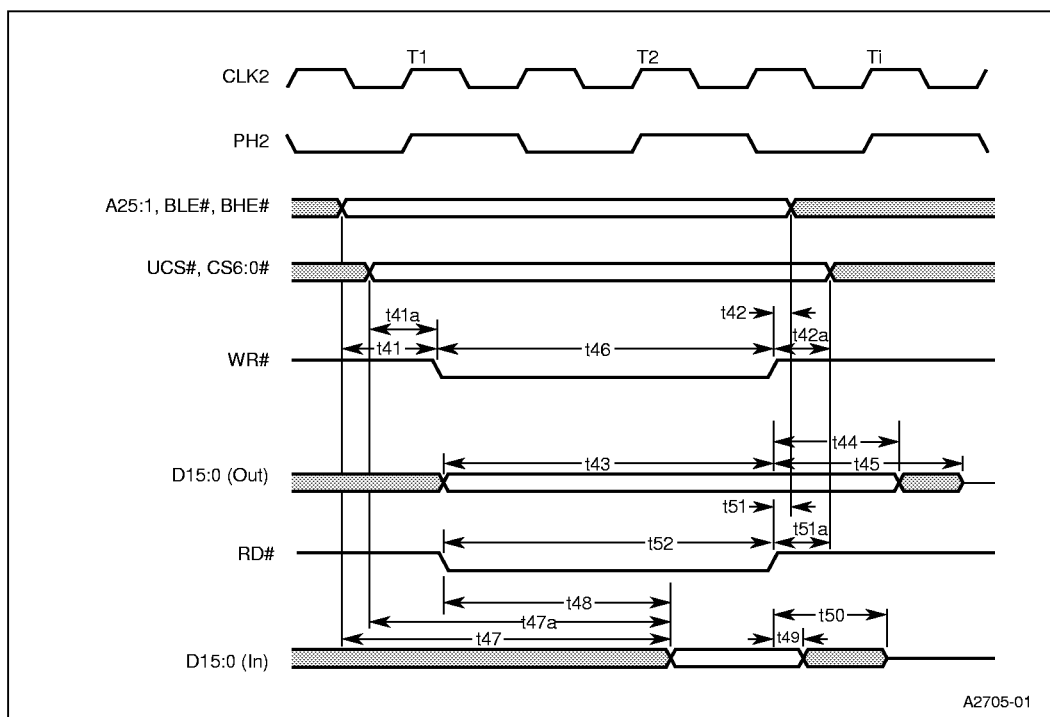 T1 T2 Ti
CLK2
PH2
A25:1, BLE#, BHE#
UCS#, CS6:0#
t41a t42
t41 t46 t42a
WR#
t44
t43 t45
D15:0 (Out)
t51
t52 t51a
RD#
t48
t47a t50
t47 t49
D15:0 (In)
A2705-01